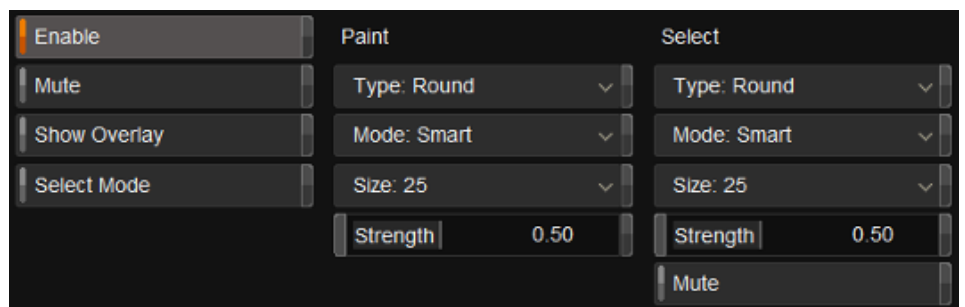 Enable
Mute
Show Overlay
Select Mode
Paint
Type: Round
Mode: Smart
Size: 25
Strength 0.50
Select
Type: Round
Mode: Smart
Size: 25
Strength 0.50
Mute